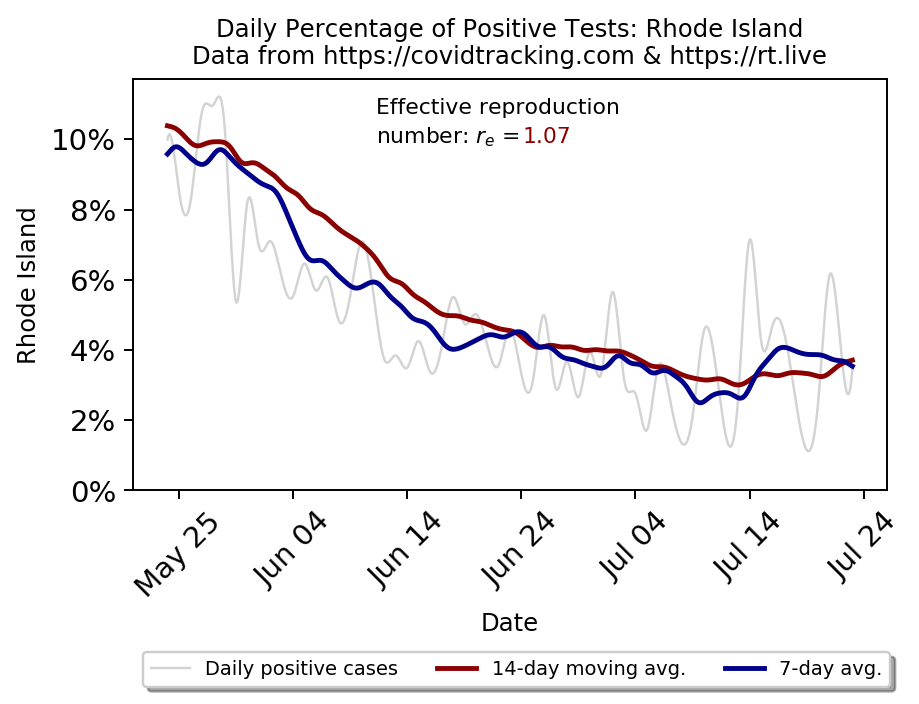 Daily Percentage of Positive Tests: Rhode Island
Data from https://covidtracking.com & https://rt.live
Effective reproduction
number: rₑ =1.07
10%
8%
6%
4%
2%
0%
Rhode Island
May 25
Jun 04
Jun 14
Jun 24
Jul 04
Jul 14
Jul 24
Date
Daily positive cases
14-day moving avg.
7-day avg.